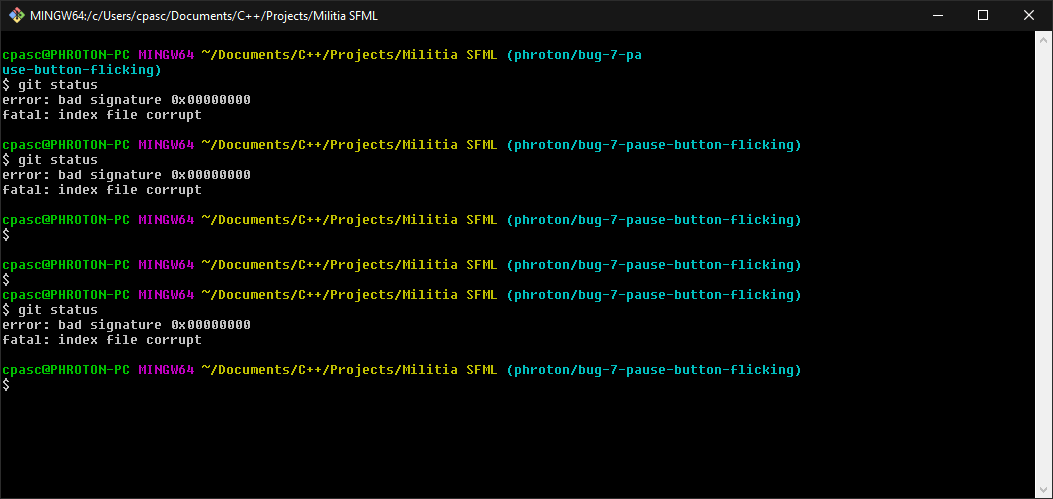 MINGW64:/c/Users/cpasc/Documents/C++/Projects/Militia SFML
cpasc@PHROTON-PC MINGW64 ~/Documents/C++/Projects/Militia SFML (phroton/bug-7-pa
use-button-flicking)
$ git status
error: bad signature 0x00000000
fatal: index file corrupt
cpasc@PHROTON-PC MINGW64 ~/Documents/C++/Projects/Militia SFML (phroton/bug-7-pause-button-flicking)
$ git status
error: bad signature 0x00000000
fatal: index file corrupt
cpasc@PHROTON-PC MINGW64 ~/Documents/C++/Projects/Militia SFML (phroton/bug-7-pause-button-flicking)
$
cpasc@PHROTON-PC MINGW64 ~/Documents/C++/Projects/Militia SFML (phroton/bug-7-pause-button-flicking)
$
cpasc@PHROTON-PC MINGW64 ~/Documents/C++/Projects/Militia SFML (phroton/bug-7-pause-button-flicking)
$ git status
error: bad signature 0x00000000
fatal: index file corrupt
cpasc@PHROTON-PC MINGW64 ~/Documents/C++/Projects/Militia SFML (phroton/bug-7-pause-button-flicking)
$